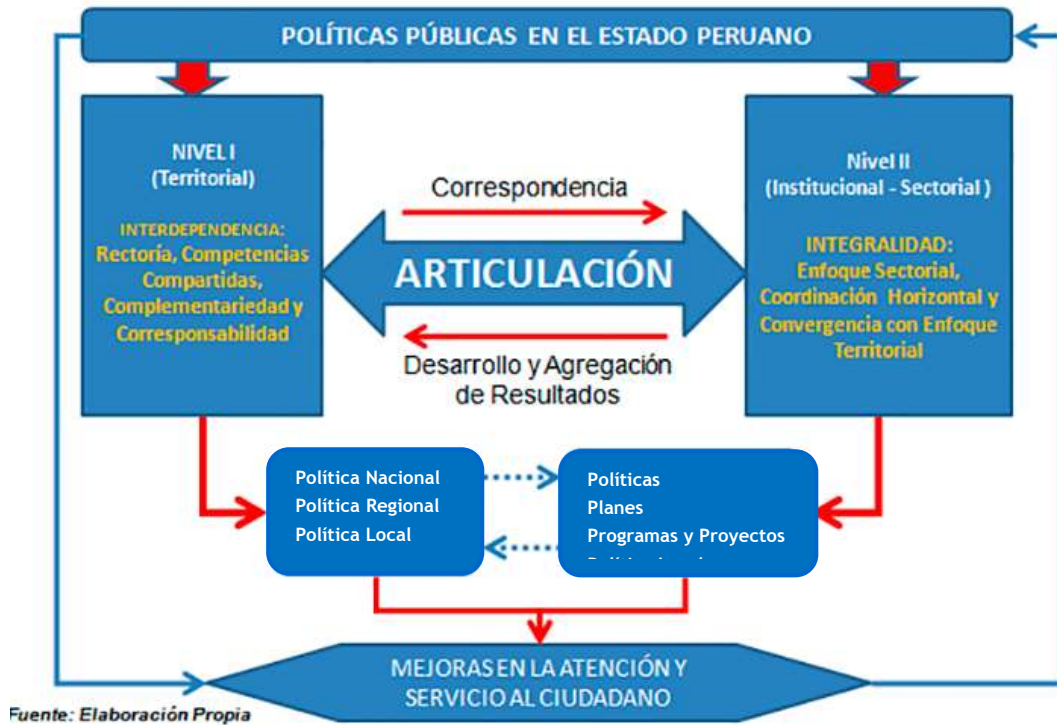 POLÍTICAS PÚBLICAS EN EL ESTADO PERUANO
NIVEL I
(Territorial)
INTERDEPENDENCIA:
Rectoría, Competencias
Compartidas,
Complementariedad y
Corresponsabilidad
Correspondencia
ARTICULACIÓN
Desarrollo y Agregación
de Resultados
Nivel II
(Institucional - Sectorial )
INTEGRALIDAD:
Enfoque Sectorial,
Coordinación Horizontal y
Convergencia con Enfoque
Territorial
Política Nacional
Política Regional
Política Local
Políticas
Planes
Programas y Proyectos
MEJORAS EN LA ATENCIÓN Y
SERVICIO AL CIUDADANO
Fuente: Elaboración Propia